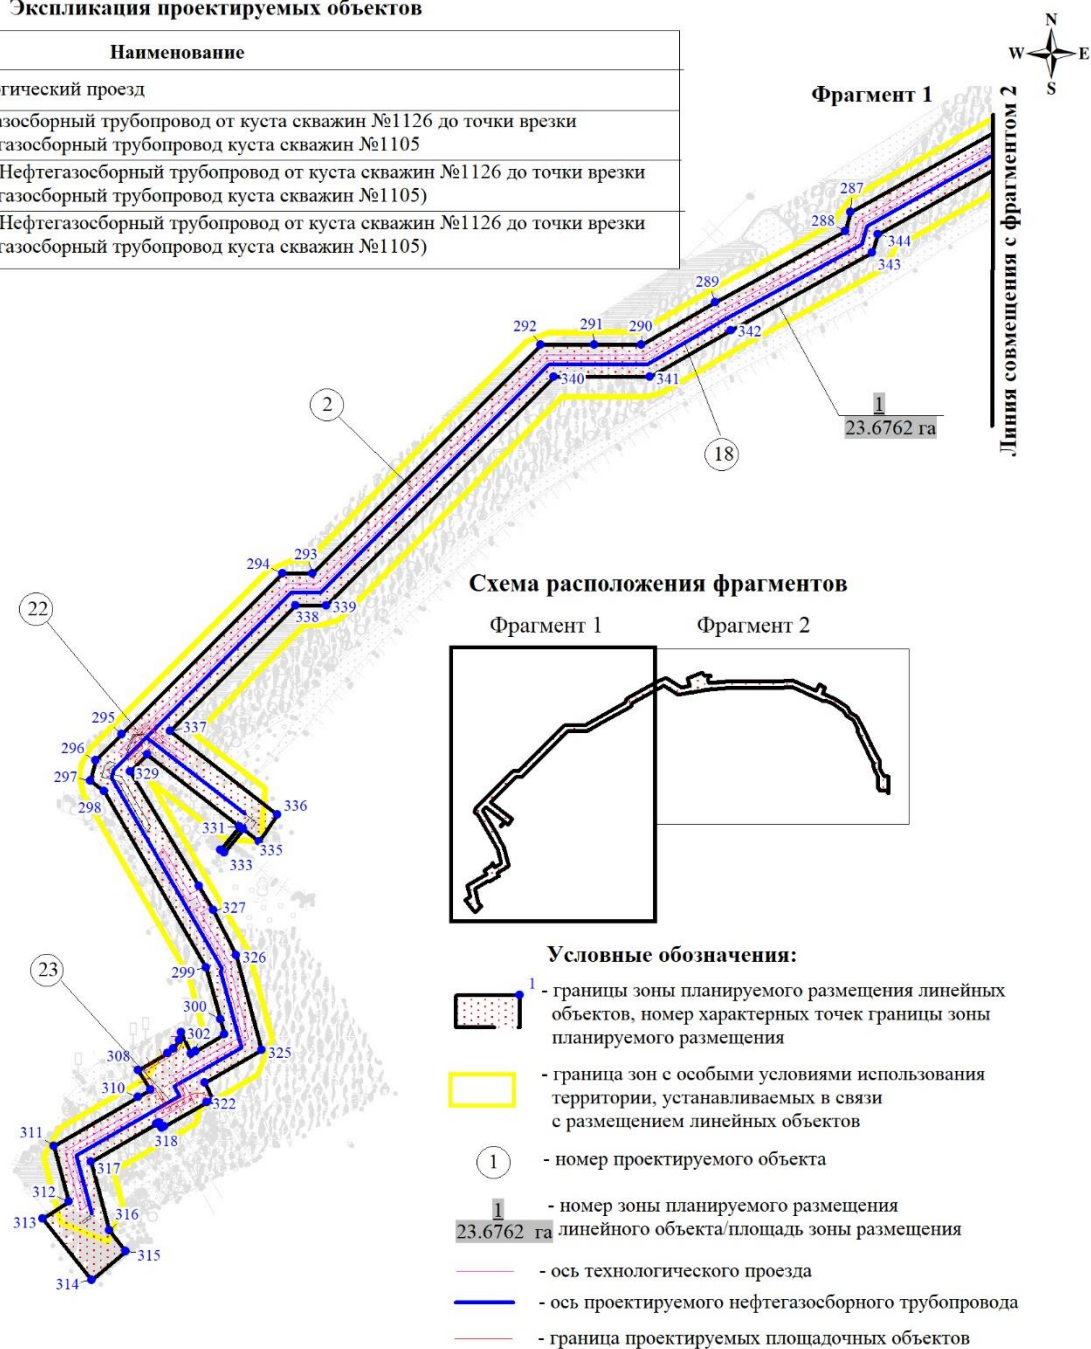 Экспликация проектируемых объектов
Наименование
гический проезд
азосборный трубопровод от куста скважин №1126 до точки врезки
газосборный трубопровод куста скважин №1105
Нефтегазосборный трубопровод от куста скважин №1126 до точки врезки
газосборный трубопровод куста скважин №1105)
Нефтегазосборный трубопровод от куста скважин №1126 до точки врезки
газосборный трубопровод куста скважин №1105)
N
W
E
S
Фрагмент 1
Линия совмещения с фрагментом 2
287
288
344
343
289
342
292
291
290
340
341
2
1
23.6762 га
18
294
293
338
339
22
295
337
296
297
329
298
336
331
335
333
327
326
299
23
300
302
308
325
310
322
311
318
317
312
313
316
315
314
Схема расположения фрагментов
Фрагмент 1
Фрагмент 2
Условные обозначения:
1
- границы зоны планируемого размещения линейных
объектов, номер характерных точек границы зоны
планируемого размещения
- граница зон с особыми условиями использования
территории, устанавливаемых в связи
с размещением линейных объектов
1
- номер проектируемого объекта
1
23.6762 га
- номер зоны планируемого размещения
линейного объекта/площадь зоны размещения
- ось технологического проезда
- ось проектируемого нефтегазосборного трубопровода
- граница проектируемых площадочных объектов